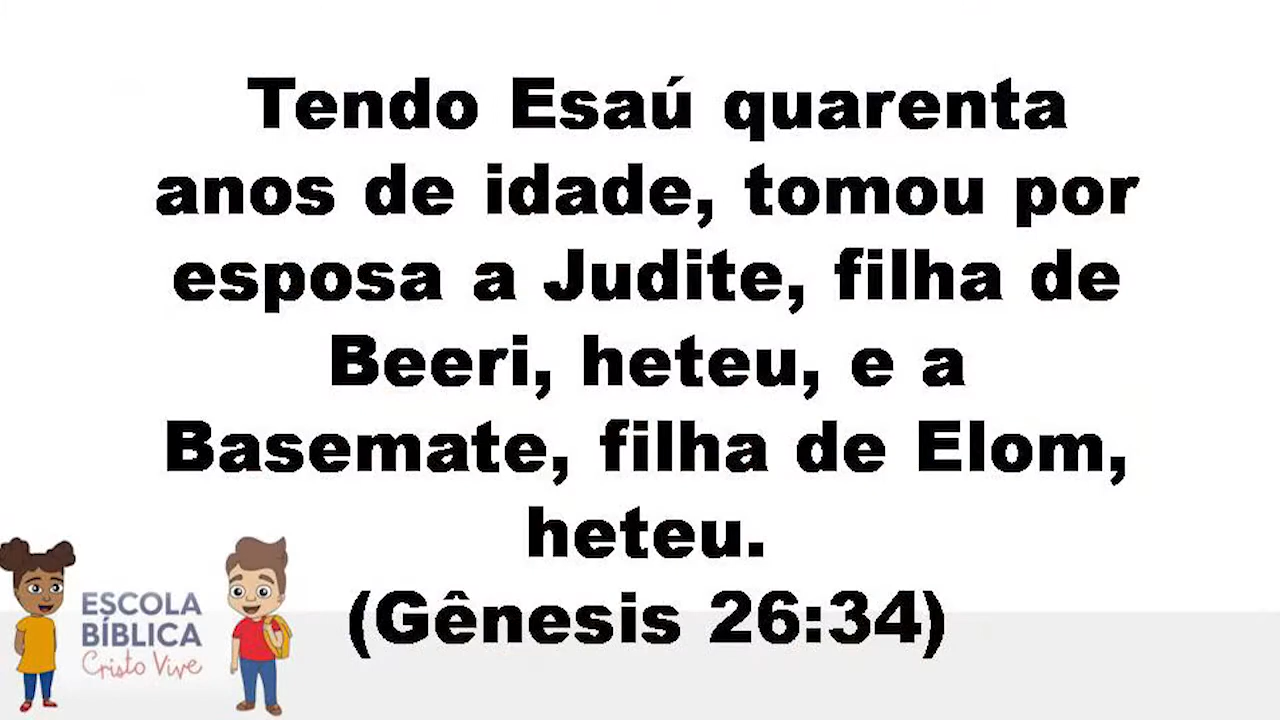 Tendo Esaú quarenta
anos de idade, tomou por
esposa a Judite, filha de
Beeri, heteu, e a
Basemate, filha de Elom,
heteu.
(Gênesis 26:34)
ESCOLA
BÍBLICA
Cristo Vive